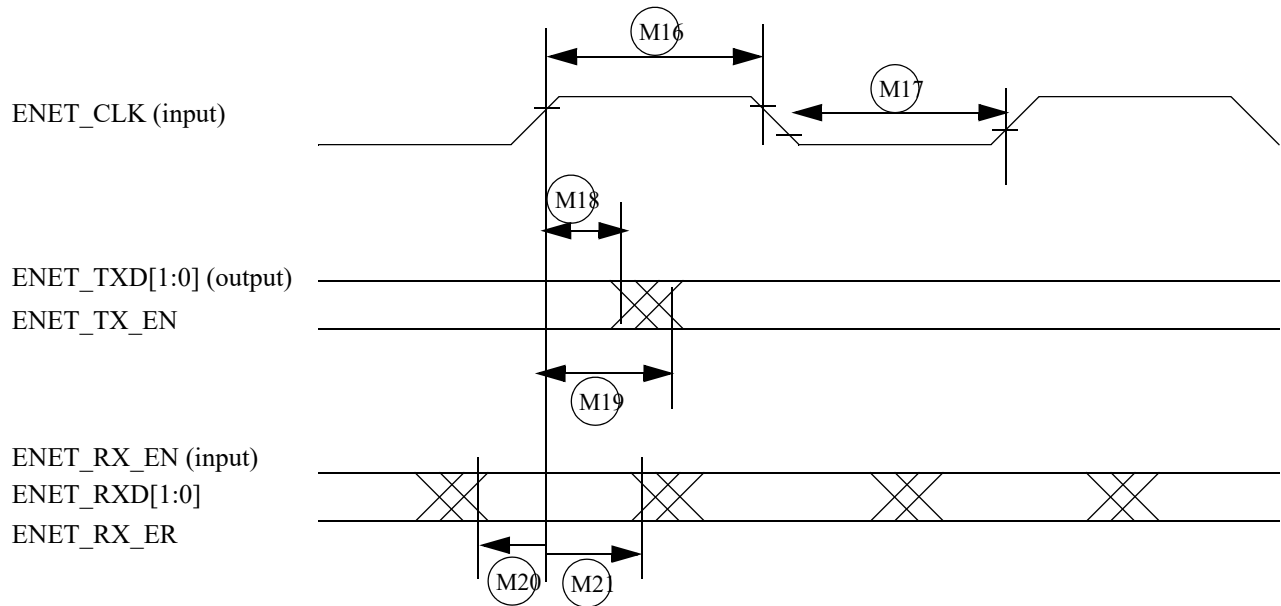 M16
M17
ENET_CLK (input)
M18
ENET_TXD[1:0] (output)
ENET_TX_EN
M19
ENET_RX_EN (input)
ENET_RXD[1:0]
ENET_RX_ER
M20
M21